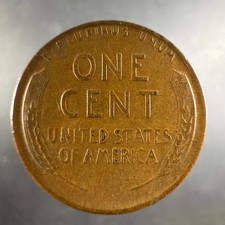 E PLURIBUS UNUM
ONE
CENT
UNITED STATES
OF AMERICA